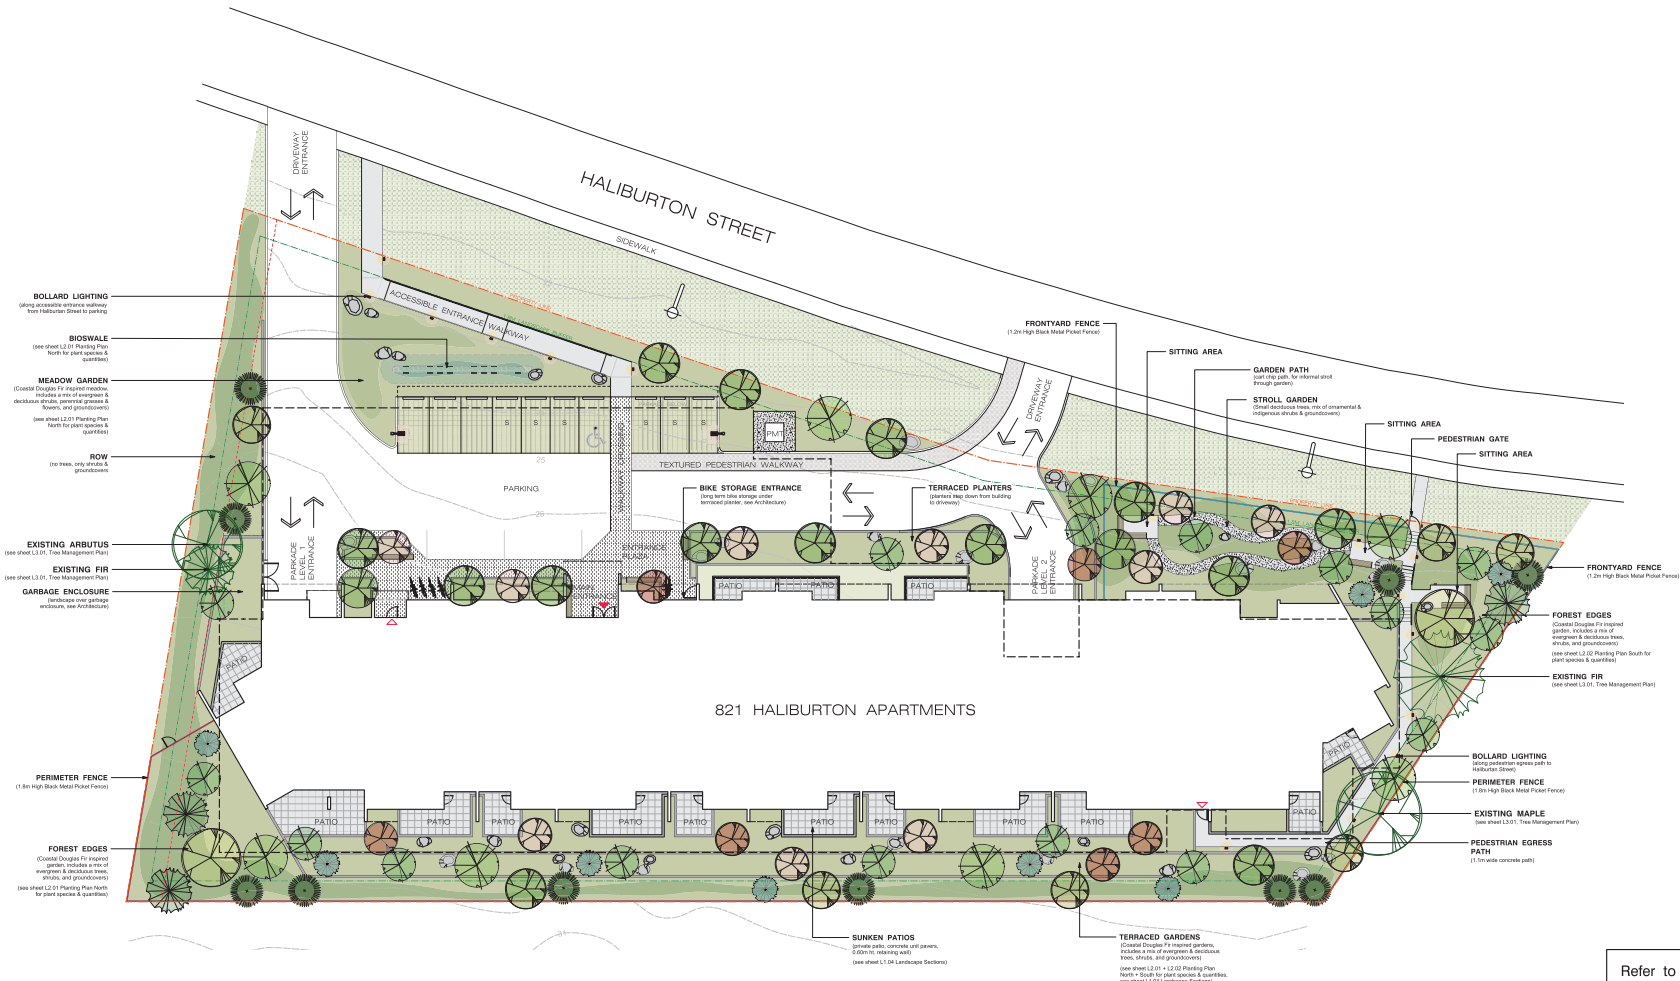 HALIBURTON STREET
SIDEWALK
DRIVEWAY
ENTRANCE
PROPERTY LINE
ACCESSIBLE ENTRANCE WALKWAY
BOLLARD LIGHTING
(along accessible entrance walkway
from Haliburton Street to parking
BIOSWALE
(see sheet L2.01 Planting Plan
North for plant species &
quantities)
MEADOW GARDEN
(Coastal Douglas Fir inspired meadow,
includes a mix of evergreen &
deciduous shrubs, perennial grasses &
flowers, and groundcovers)
(see sheet L2.01 Planting Plan
North for plant species &
quantities)
ROW
(no trees, only shrubs &
groundcovers
EXISTING ARBUTUS
(see sheet L3.01, Tree Management Plan)
EXISTING FIR
(see sheet L3.01, Tree Management Plan)
GARBAGE ENCLOSURE
(landscape over garbage
enclosure, see Architecture)
PERIMETER FENCE
(1.8m High Black Metal Picket Fence)
FOREST EDGES
(Coastal Douglas Fir inspired
garden, includes a mix of
evergreen & deciduous trees,
shrubs, and groundcovers)
(see sheet L2.01 Planting Plan North
for plant species & quantities)
S
S
S
S
S
PMT
25
PARKING
26
TEXTURED PEDESTRIAN WALKWAY
BIKE STORAGE ENTRANCE
(long term bike storage under
terrraced planter, see Architecture)
TERRACED PLANTERS
(planters step down from building
to driveway)
PARKADE
LEVEL 1
ENTRANCE
DRIVEWAY
ENTRANCE
PARKADE
LEVEL 2
ENTRANCE
FRONTYARD FENCE
(1.2m High Black Metal Picket Fence)
SITTING AREA
GARDEN PATH
(cart chip path, for informal stroll
through garden)
STROLL GARDEN
(Small deciduous trees, mix of ornamental &
indigenous shrubs & groundcovers)
SITTING AREA
PEDESTRIAN GATE
SITTING AREA
FRONTYARD FENCE
(1.2m High Black Metal Picket Fence)
FOREST EDGES
(Coastal Douglas Fir inspired
garden, includes a mix of
evergreen & deciduous trees,
shrubs, and groundcovers)
(see sheet L2.02 Planting Plan South for
plant species & quantities)
EXISTING FIR
(see sheet L3.01, Tree Management Plan)
PATIO
PATIO
PATIO
PATIO
821 HALIBURTON APARTMENTS
PATIO
BOLLARD LIGHTING
(along pedestrian egress path to
Haliburton Street)
PERIMETER FENCE
(1.8m High Black Metal Picket Fence)
EXISTING MAPLE
(see sheet L3.01, Tree Management Plan)
PEDESTRIAN EGRESS
PATH
(1.1m wide concrete path)
PATIO
PATIO
PATIO
PATIO
PATIO
PATIO
PATIO
PATIO
PATIO
PATIO
31
SUNKEN PATIOS
(private patio, concrete unit pavers,
0.60m ht. retaining wall)
(see sheet L1.04 Landscape Sections)
TERRACED GARDENS
(Coastal Douglas Fir inspired gardens,
includes a mix of evergreen & deciduous
trees, shrubs, and groundcovers)
(see sheet L2.01 + L2.02 Planting Plan
North + South for plant species & quantities,
Refer to